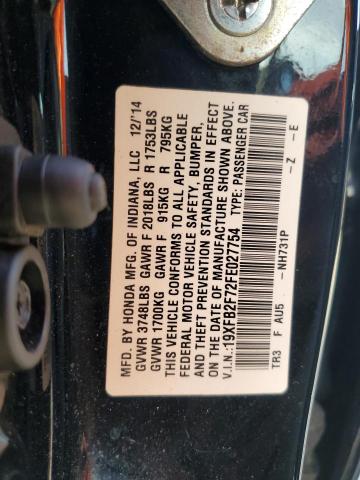 MFD. BY HONDA MFG. OF INDIANA, LLC 12/'14
GVWR 3748LBS GAWR F 2018LBS R 1753LBS
GVWR 1700KG GAWR F 915KG R 795KG
THIS VEHICLE CONFORMS TO ALL APPLICABLE
FEDERAL MOTOR VEHICLE SAFETY, BUMPER,
AND THEFT PREVENTION STANDARDS IN EFFECT
ON THE DATE OF MANUFACTURE SHOWN ABOVE.
V.I.N.:19XFB2F72FE027754 TYPE: PASSENGER CAR
TR3 F AU5 -NH731P -Z -E